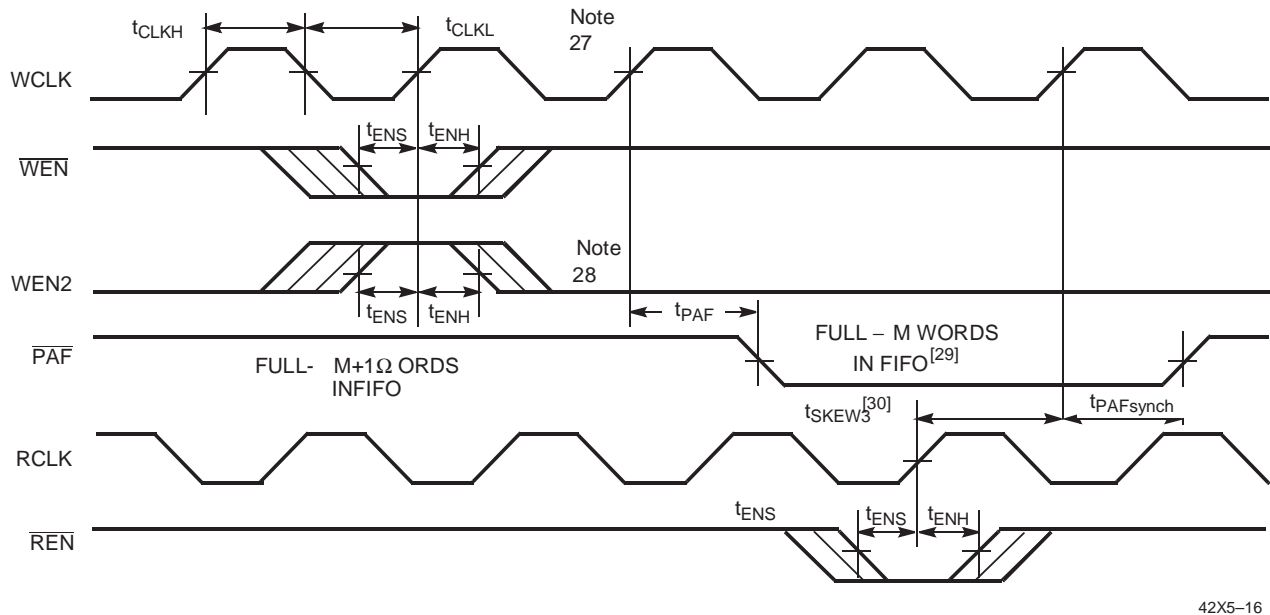 tCLKH
tCLKL
Note
27
WCLK
tENS
tENH
WEN
Note
28
WEN2
tENS
tENH
tPAF
PAF
FULL- M+1Ω ORDS
INFIFO
FULL – M WORDS
IN FIFO[29]
tSKEW3[30]
tPAFsynch
RCLK
tENS
tENS
tENH
REN
42X5–16